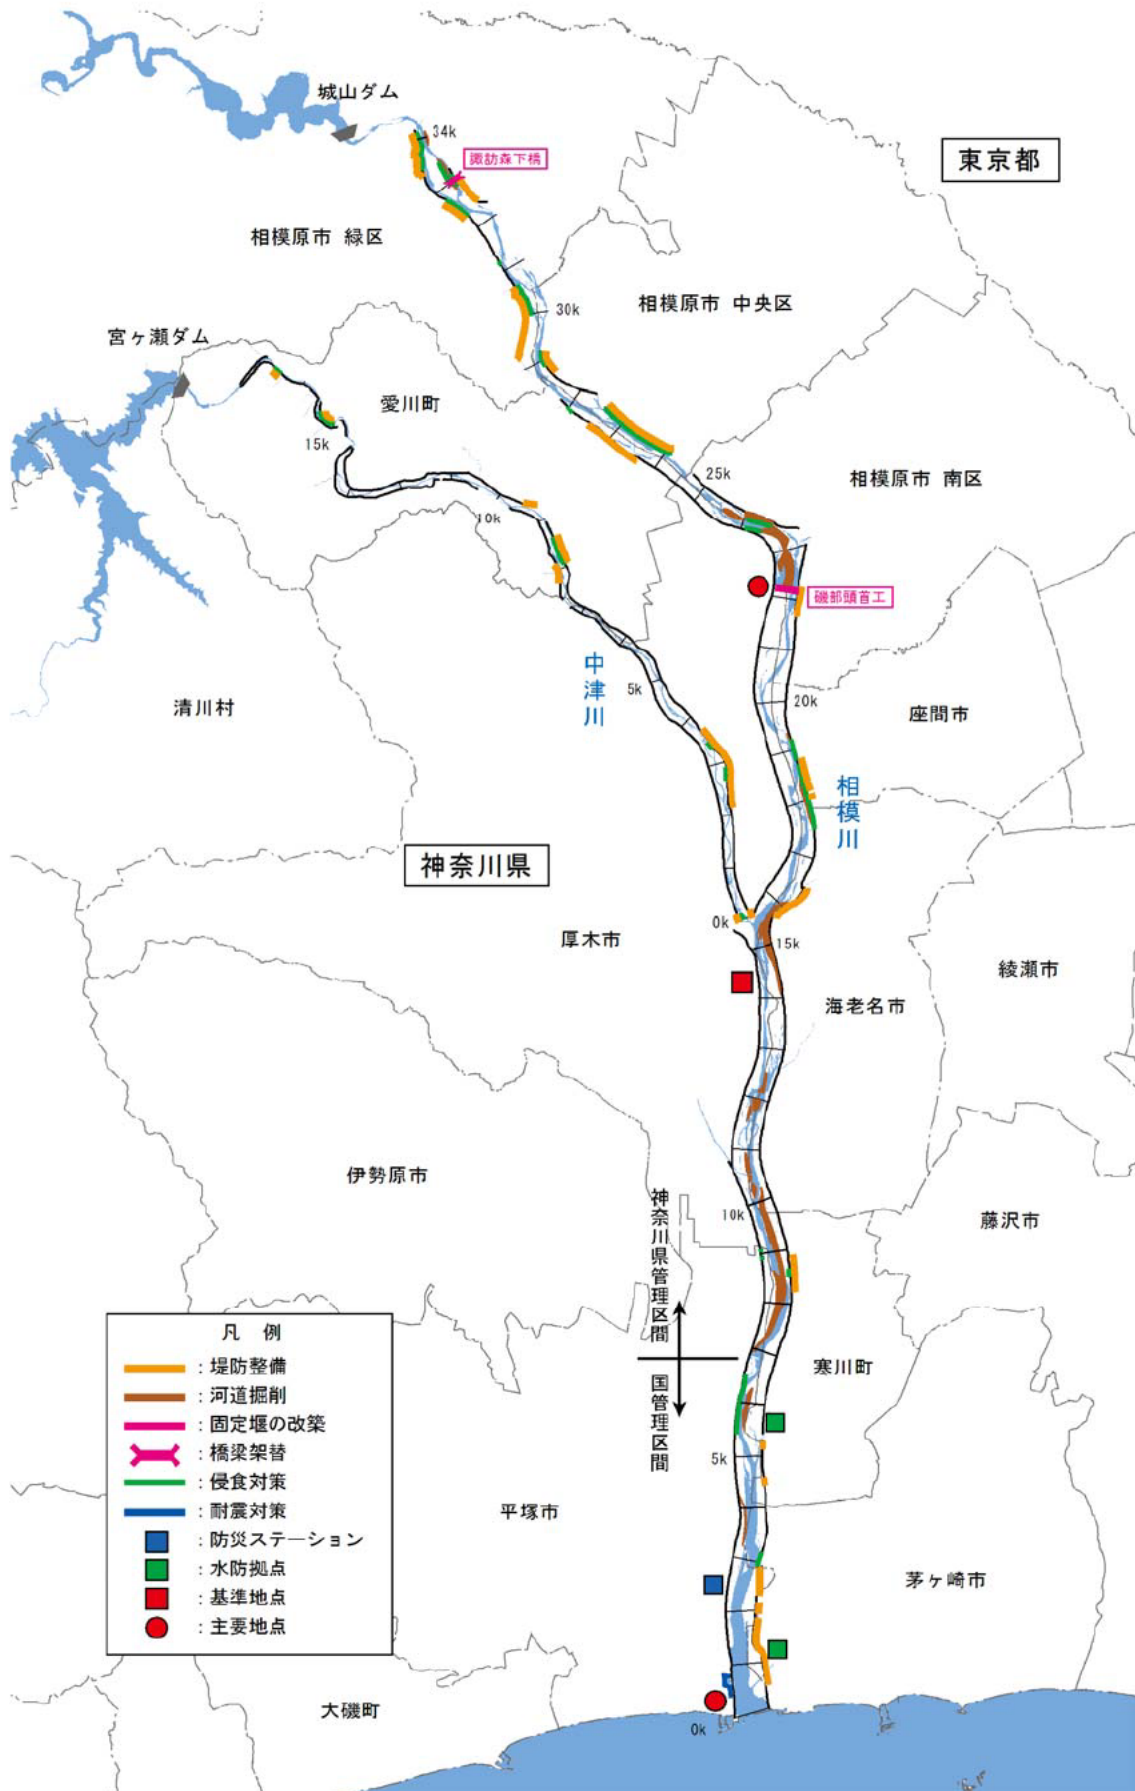 城山ダム
34k
諏訪森下橋
東京都
相模原市 緑区
30k
相模原市 中央区
宮ヶ瀬ダム
愛川町
15k
25k
相模原市 南区
10k
磯部頭首工
中津川
5k
20k
清川村
座間市
相模川
神奈川県
0k
厚木市
15k
綾瀬市
海老名市
伊勢原市
神奈川県管理区間
10k
藤沢市
国管理区間
寒川町
凡 例
：堤防整備
：河道掘削
：固定堰の改築
：橋梁架替
：侵食対策
：耐震対策
：防災ステーション
：水防拠点
：基準地点
：主要地点
5k
平塚市
茅ヶ崎市
大磯町
0k